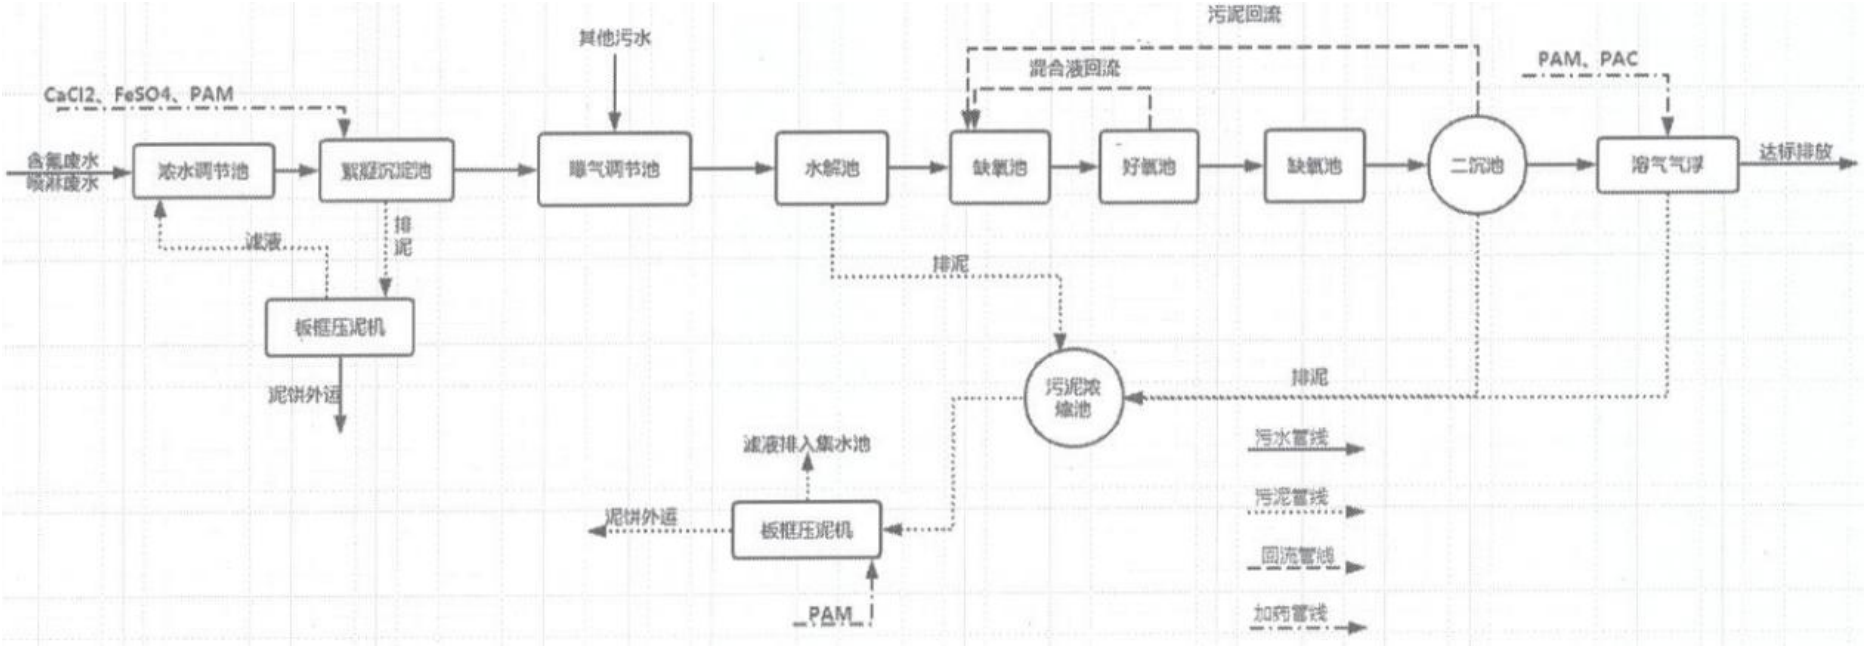 污泥回流
其他污水
混合液回流
PAM、PAC
CaCl2、FeSO4、PAM
含氟废水
喷淋废水
浓水调节池
絮凝沉淀池
曝气调节池
水解池
缺氧池
好氧池
缺氧池
二沉池
溶气气浮
达标排放
滤液
排
泥
排泥
板框压泥机
泥饼外运
污泥浓
缩池
排泥
滤液排入集水池
污水管线
泥饼外运
板框压泥机
污泥管线
回流管线
PAM
加药管线